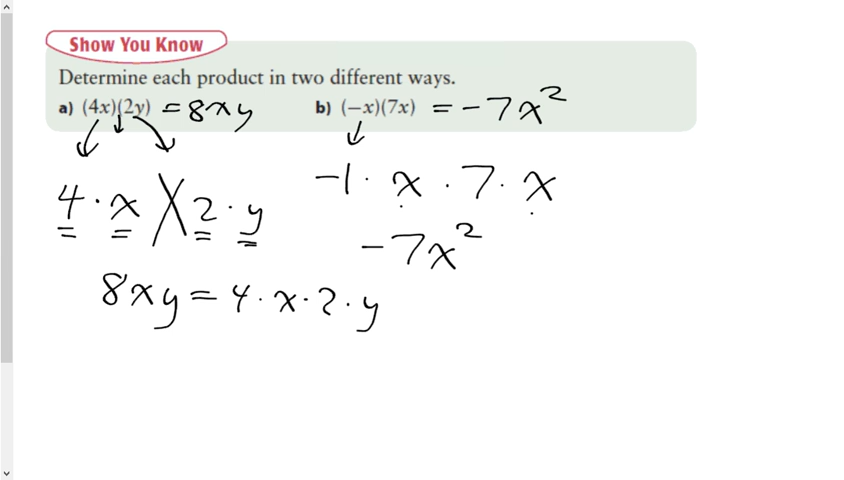 Show You Know
Determine each product in two different ways.
a) (4x)(2y) = 8xy b) (−x)(7x) = −7x²
4 · x × 2 · y −1 · x · 7 · x
−7x²
8xy = 4 · x · 2 · y